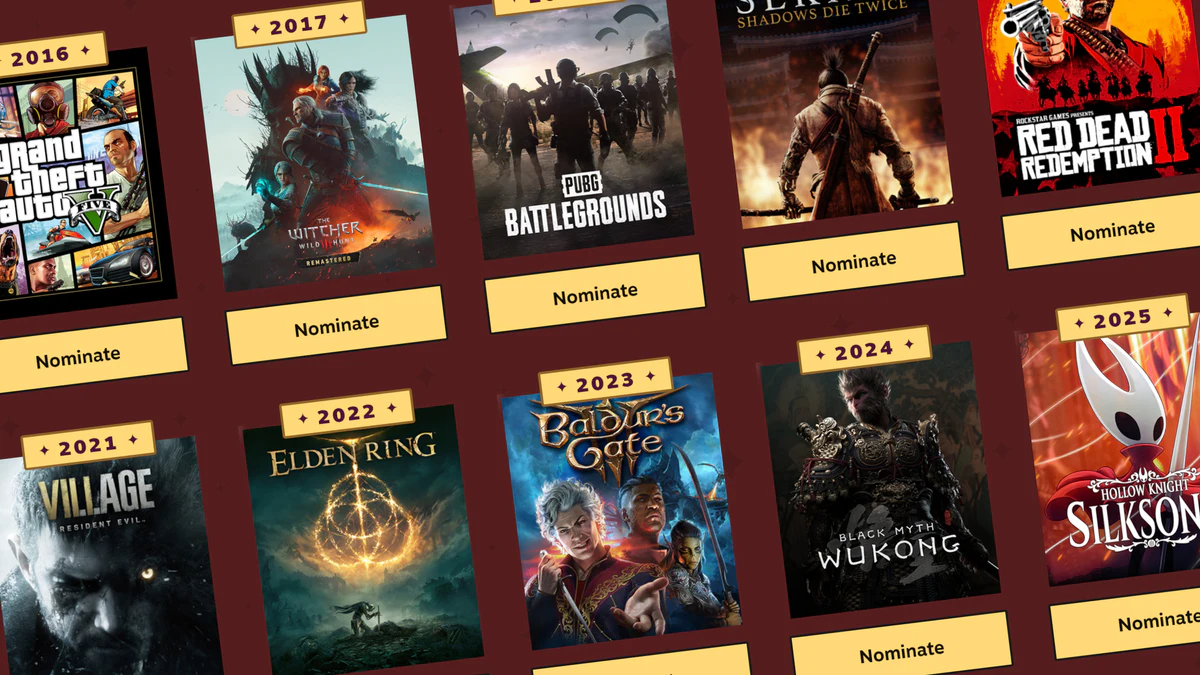 2016
grand
theft
auto
FIVE
Nominate
2017
THE
WITCHER
WILD HUNT
REMASTERED
Nominate
PUBG
BATTLEGROUNDS
Nominate
SHADOWS DIE TWICE
Nominate
ROCKSTAR GAMES PRESENTS
RED DEAD
REDEMPTION II
Nominate
2021
VILLAGE
RESIDENT EVIL
2022
ELDEN RING
2023
Baldur's
Gate
2024
BLACK MYTH
WUKONG
Nominate
2025
HOLLOW KNIGHT
SILKSON
Nominate